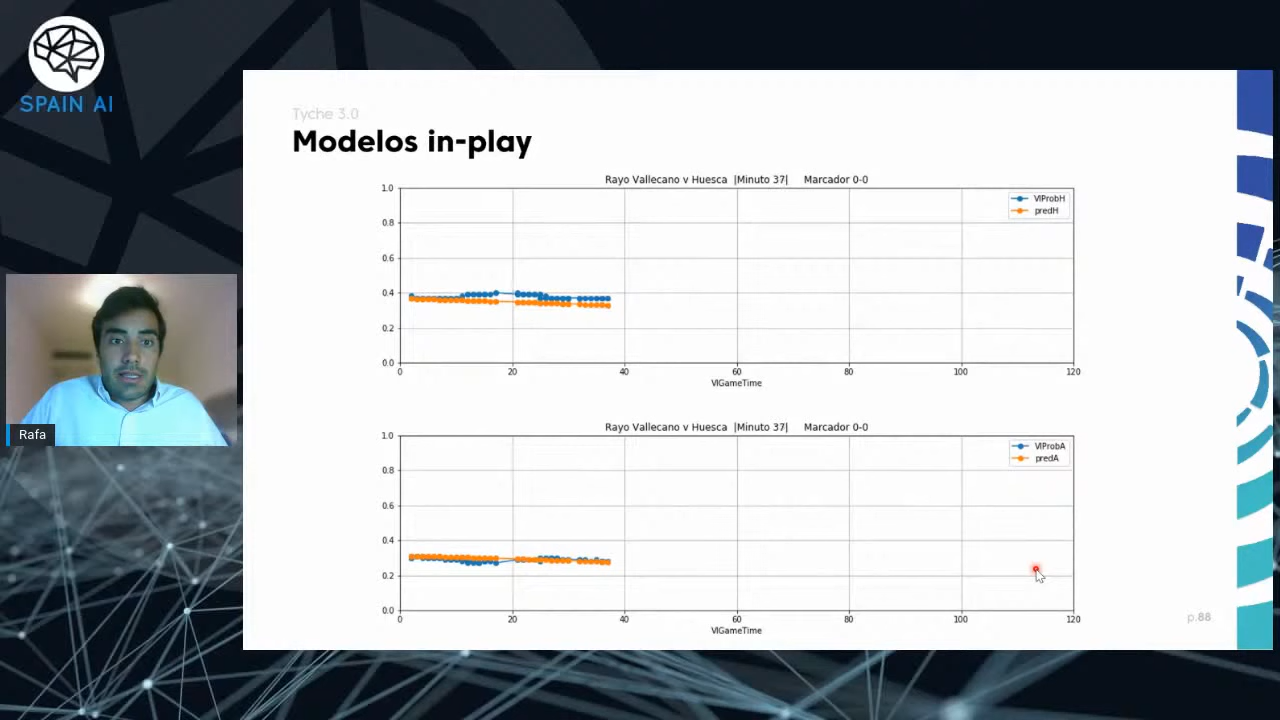 SPAIN AI
Tyche 3.0
Modelos in-play
Rayo Vallecano v Huesca |Minuto 37| Marcador 0-0
VIProbH
predH
1.0
0.8
0.6
0.4
0.2
0.0
0 20 40 60 80 100 120
VIGameTime
Rafa
Rayo Vallecano v Huesca |Minuto 37| Marcador 0-0
VIProbA
predA
1.0
0.8
0.6
0.4
0.2
0.0
0 20 40 60 80 100 120
VIGameTime
p.88